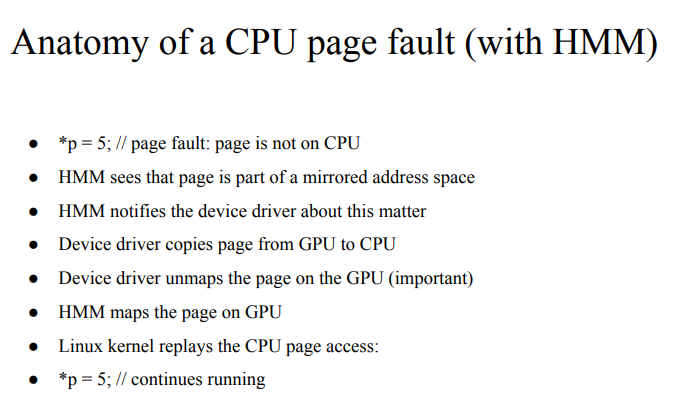 Anatomy of a CPU page fault (with HMM)
● *p = 5; // page fault: page is not on CPU
● HMM sees that page is part of a mirrored address space
● HMM notifies the device driver about this matter
● Device driver copies page from GPU to CPU
● Device driver unmaps the page on the GPU (important)
● HMM maps the page on GPU
● Linux kernel replays the CPU page access:
● *p = 5; // continues running